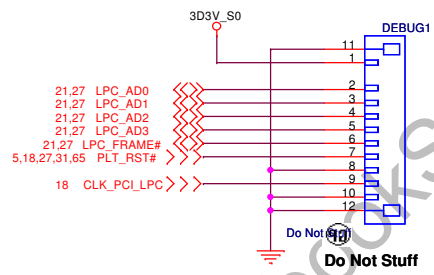 3D3V_S0
DEBUG1
11
1
21,27 LPC_AD0 2
21,27 LPC_AD1 3
21,27 LPC_AD2 4
21,27 LPC_AD3 5
21,27 LPC_FRAME# 6
5,18,27,31,65 PLT_RST# 7
8
18 CLK_PCI_LPC 9
10
12
Do Not Stuff
Do Not Stuff